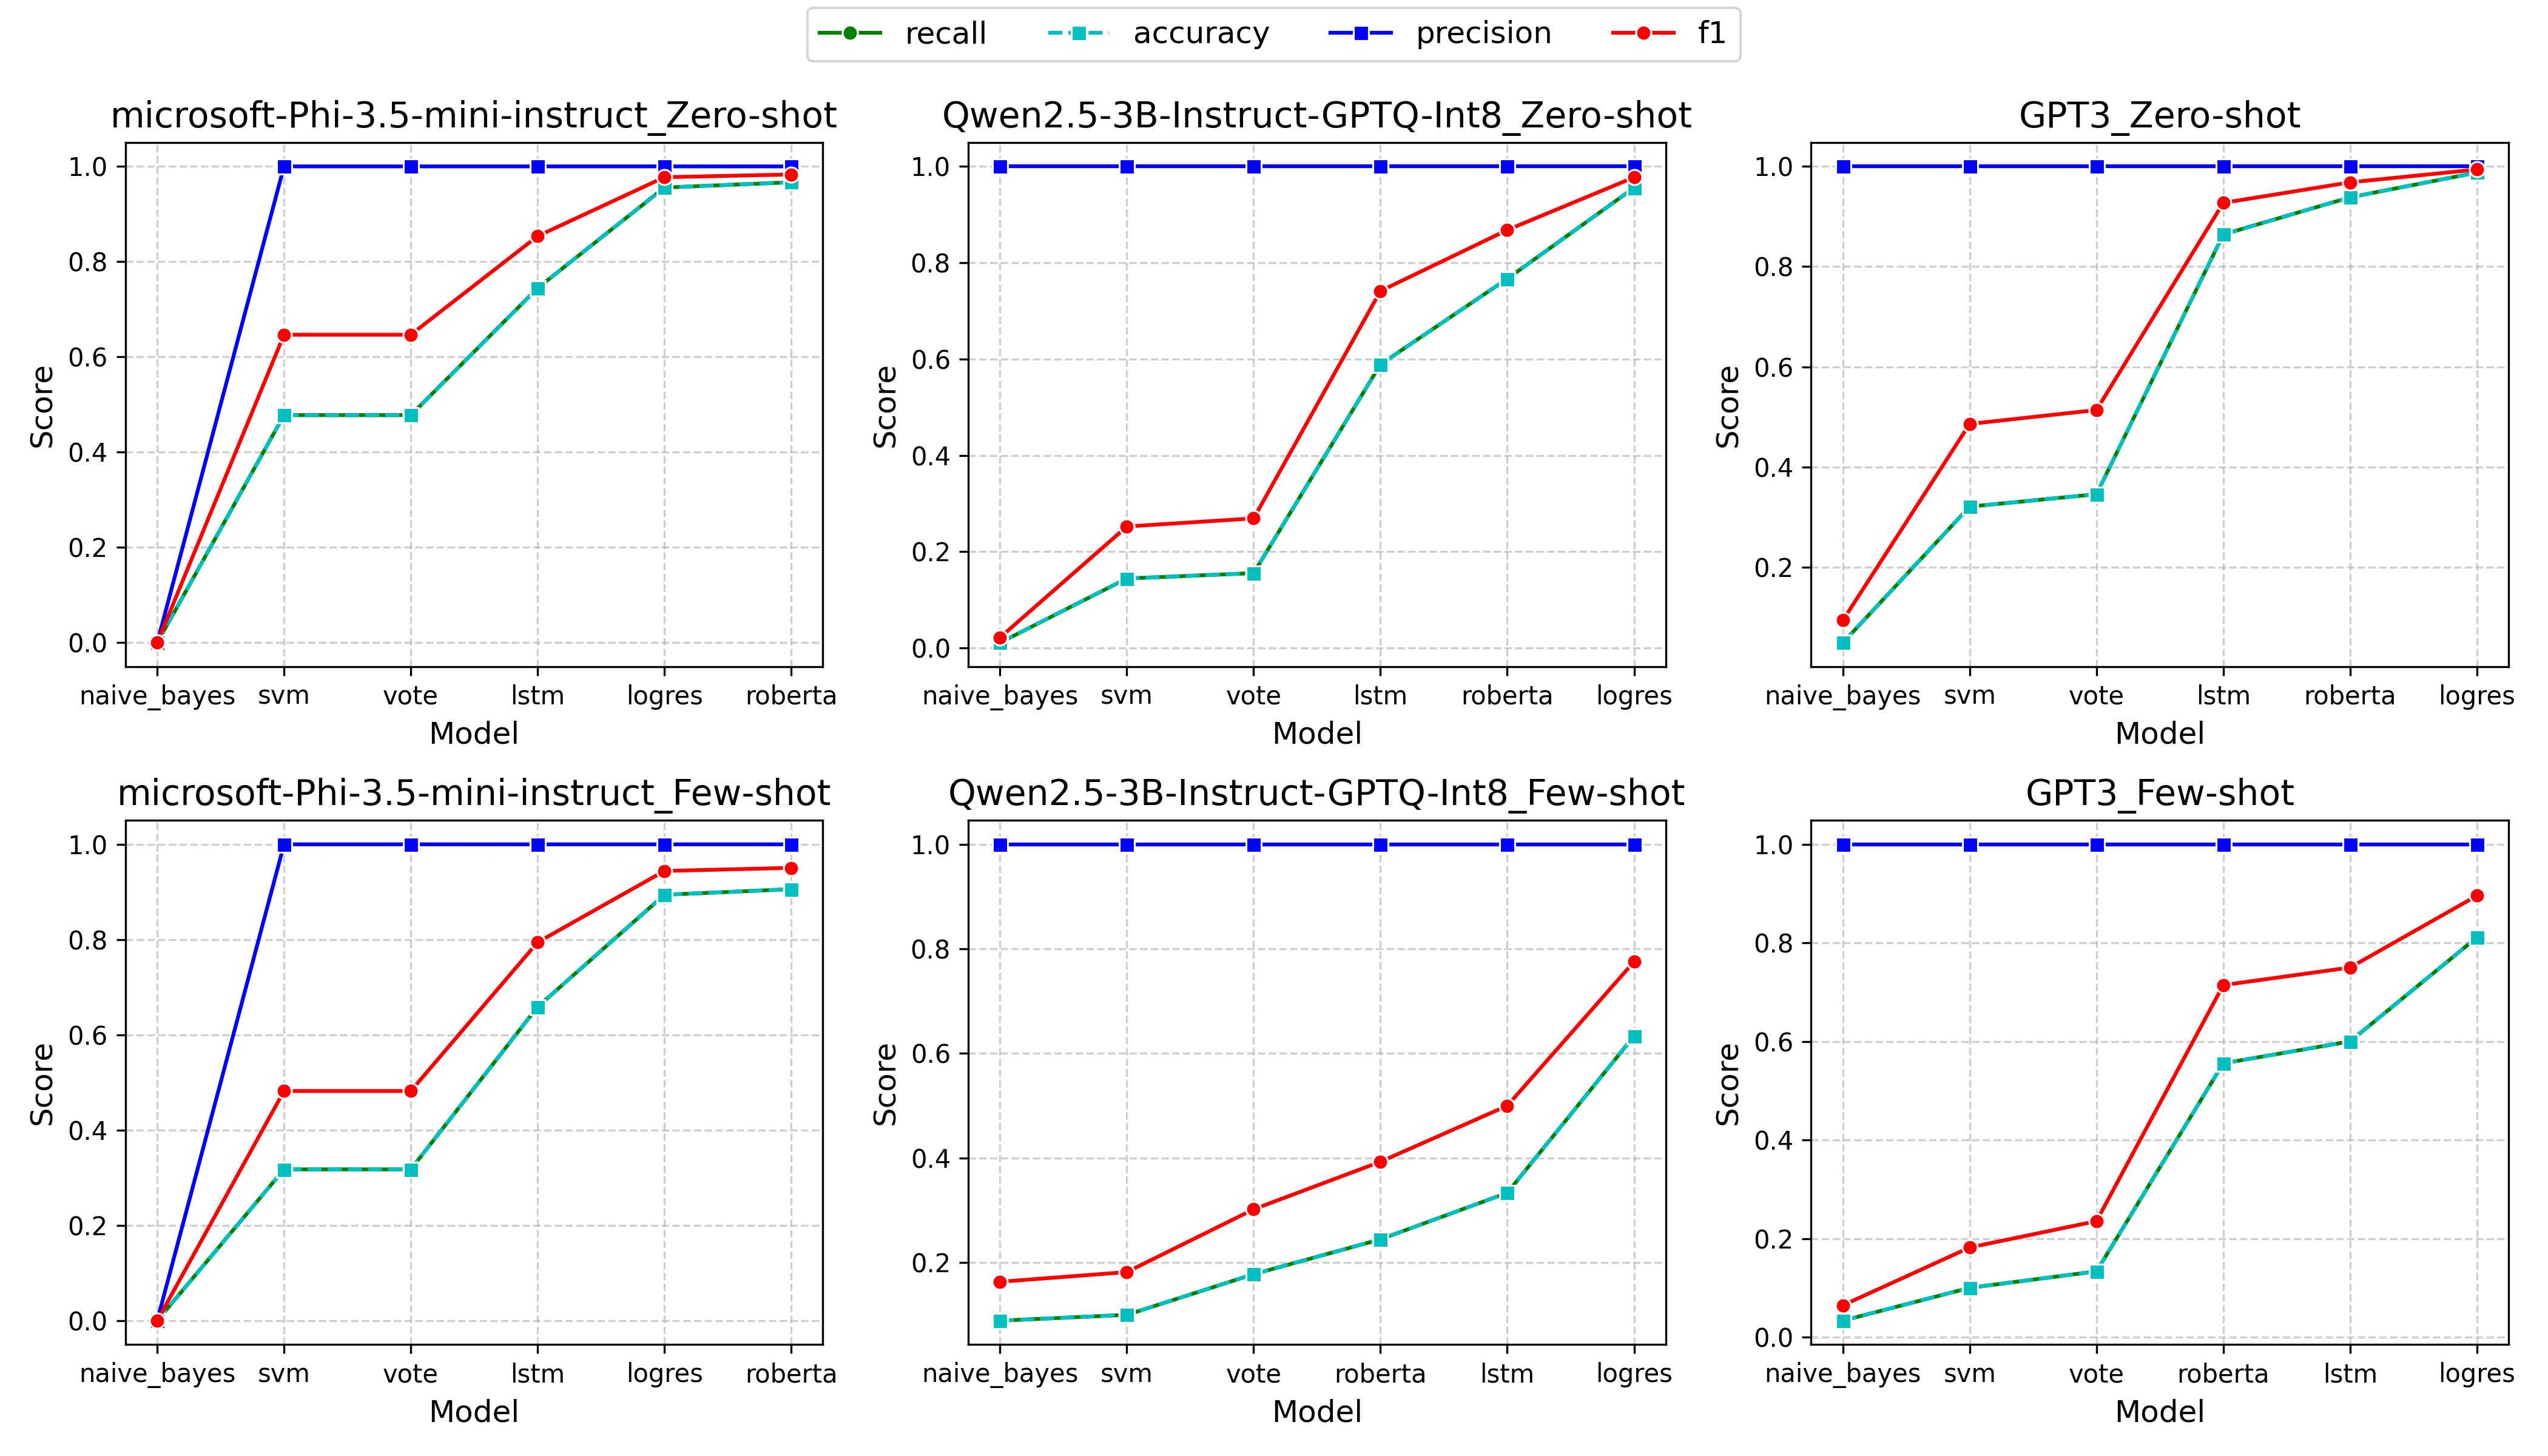 recall accuracy precision f1
microsoft-Phi-3.5-mini-instruct_Zero-shot
1.0
0.8
0.6
0.4
0.2
0.0
Score
naive_bayes svm vote lstm logres roberta
Model
Qwen2.5-3B-Instruct-GPTQ-Int8_Zero-shot
1.0
0.8
0.6
0.4
0.2
0.0
Score
naive_bayes svm vote lstm roberta logres
Model
GPT3_Zero-shot
1.0
0.8
0.6
0.4
0.2
Score
naive_bayes svm vote lstm roberta logres
Model
microsoft-Phi-3.5-mini-instruct_Few-shot
1.0
0.8
0.6
0.4
0.2
0.0
Score
naive_bayes svm vote lstm logres roberta
Model
Qwen2.5-3B-Instruct-GPTQ-Int8_Few-shot
1.0
0.8
0.6
0.4
0.2
Score
naive_bayes svm vote roberta lstm logres
Model
GPT3_Few-shot
1.0
0.8
0.6
0.4
0.2
0.0
Score
naive_bayes svm vote roberta lstm logres
Model